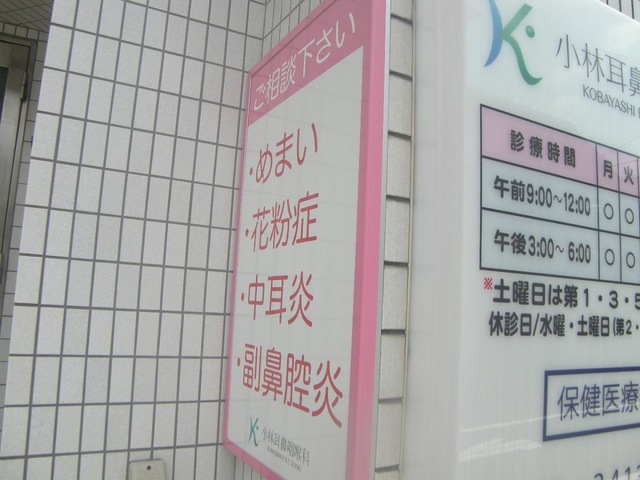 ご相談下さい
・めまい
・花粉症
・中耳炎
・副鼻腔炎
小林耳鼻咽喉科
小林耳鼻
KOBAYASHI
診療時間 月 火
午前9:00～12:00 ○ ○
午後3:00～6:00 ○ ○
※土曜日は第1・3・5
休診日/水曜・土曜日(第2・
保健医療